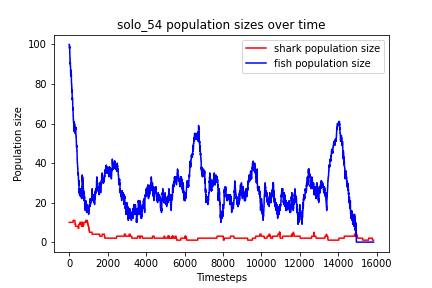 solo_54 population sizes over time
shark population size
fish population size
Population size
100
80
60
40
20
0
0 2000 4000 6000 8000 10000 12000 14000 16000
Timesteps